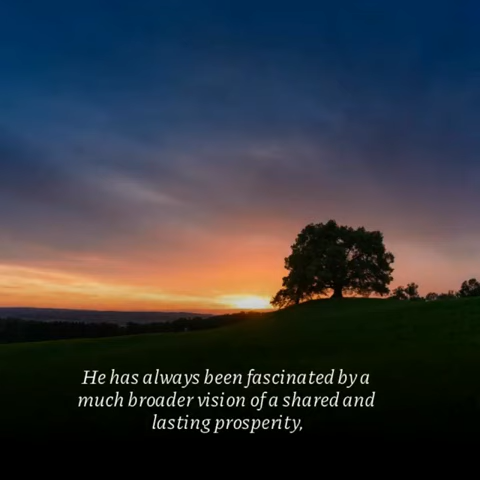 He has always been fascinated by a
much broader vision of a shared and
lasting prosperity,